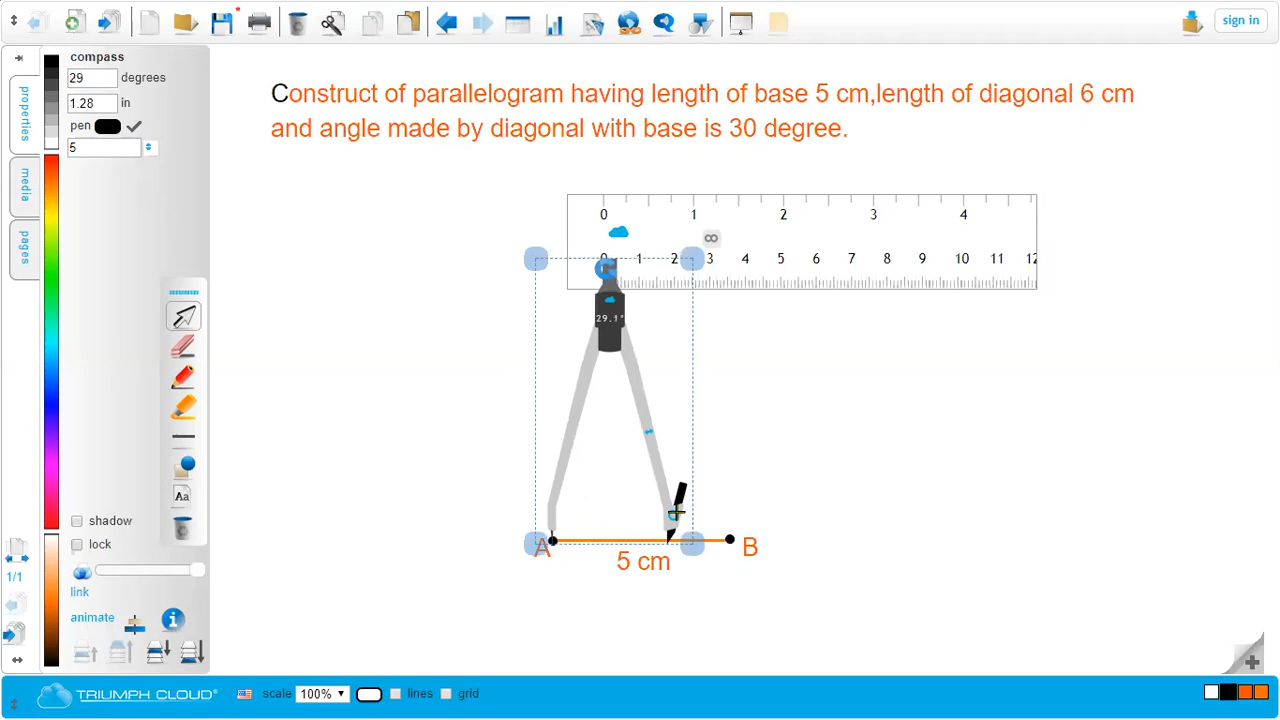 sign in
compass
29 degrees
1.28 in
pen
5
properties
media
pages
Construct of parallelogram having length of base 5 cm,length of diagonal 6 cm
and angle made by diagonal with base is 30 degree.
0 1 2 3 4
0 1 2 3 4 5 6 7 8 9 10 11 12
29.1°
A B
5 cm
Aa
shadow
lock
1/1
link
animate
TRIUMPH CLOUD
scale 100% lines grid